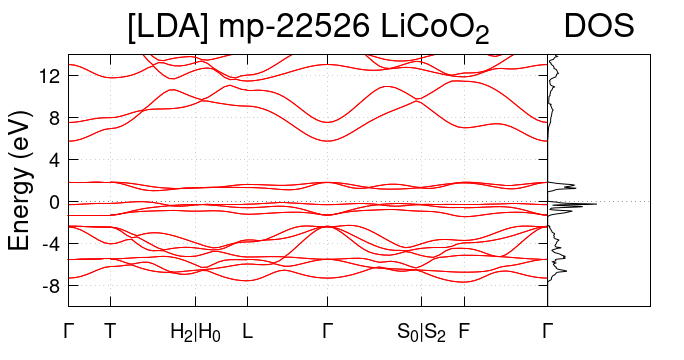 [LDA] mp-22526 LiCoO₂ DOS
Energy (eV)
12
8
4
0
-4
-8
Γ T H₂|H₀ L Γ S₀|S₂ F Γ